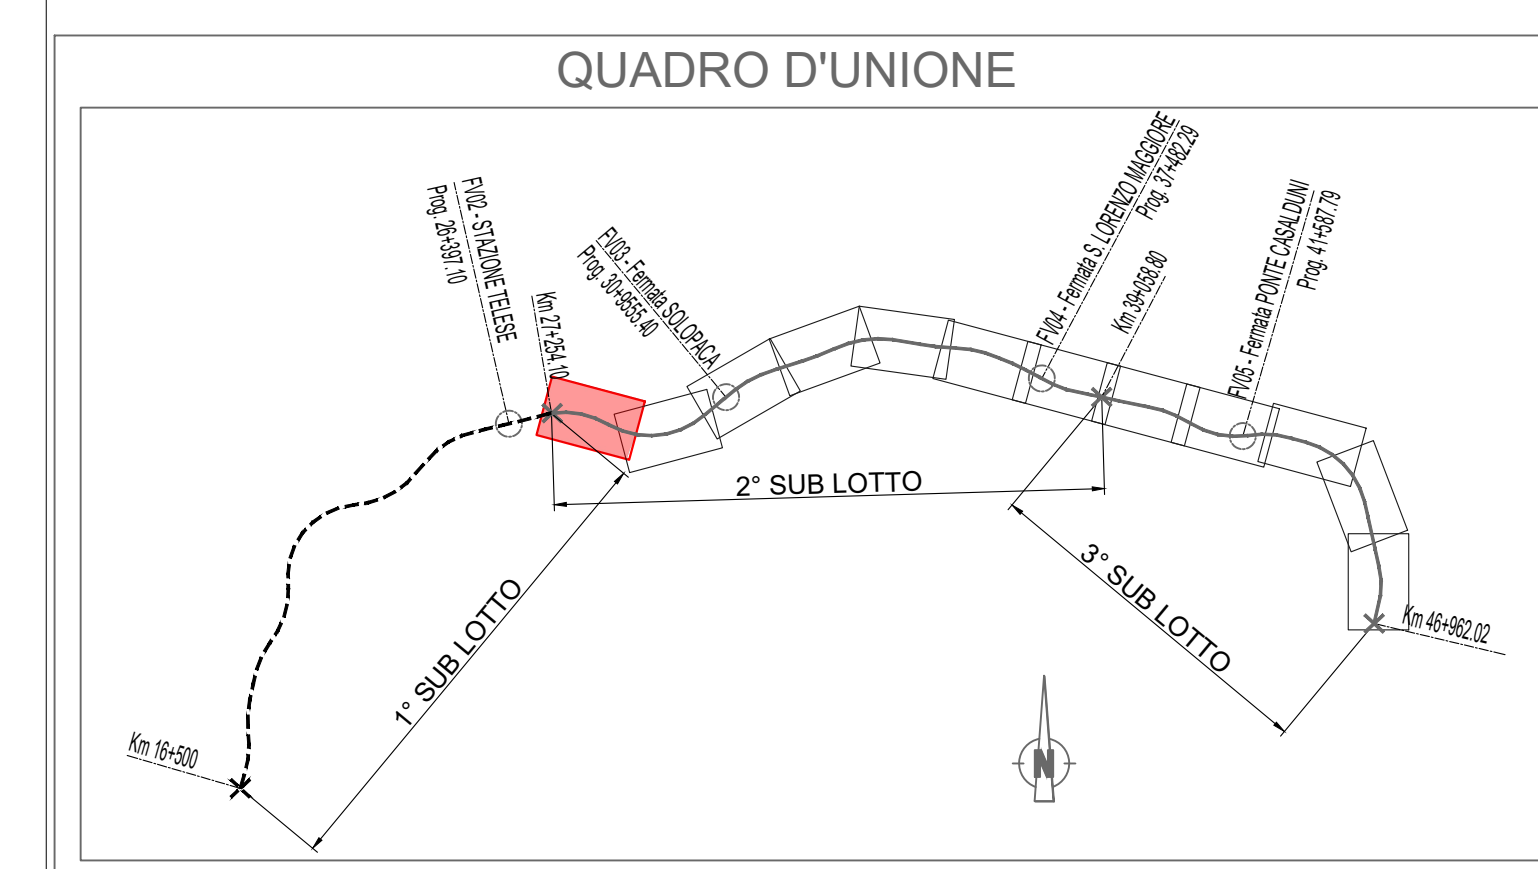 QUADRO D'UNIONE
FV02 - STAZIONE TELESE
Prog. 26+397.10
Km 27+254.10
FV03 - Fermata SOLOPACA
Prog. 30+9555.40
FV04 - Fermata S. LORENZO MAGGIORE
Prog. 37+482.29
Km 39+058.80
FV05 - Fermata PONTE CASALDUNI
Prog. 41+587.79
2° SUB LOTTO
1° SUB LOTTO
3° SUB LOTTO
Km 46+962.02
Km 16+500
N